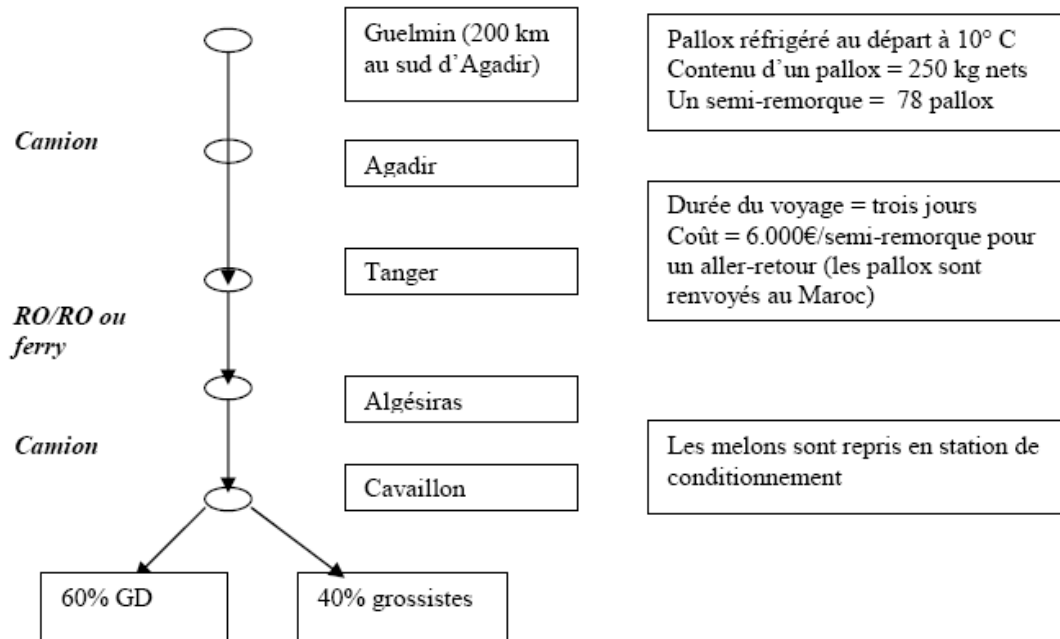 Guelmin (200 km
au sud d'Agadir)
Pallox réfrigéré au départ à 10° C
Contenu d'un pallox = 250 kg nets
Un semi-remorque = 78 pallox
Camion
Agadir
Durée du voyage = trois jours
Coût = 6.000€/semi-remorque pour
un aller-retour (les pallox sont
renvoyés au Maroc)
Tanger
RO/RO ou
ferry
Algésiras
Camion
Les melons sont repris en station de
conditionnement
Cavaillon
60% GD
40% grossistes